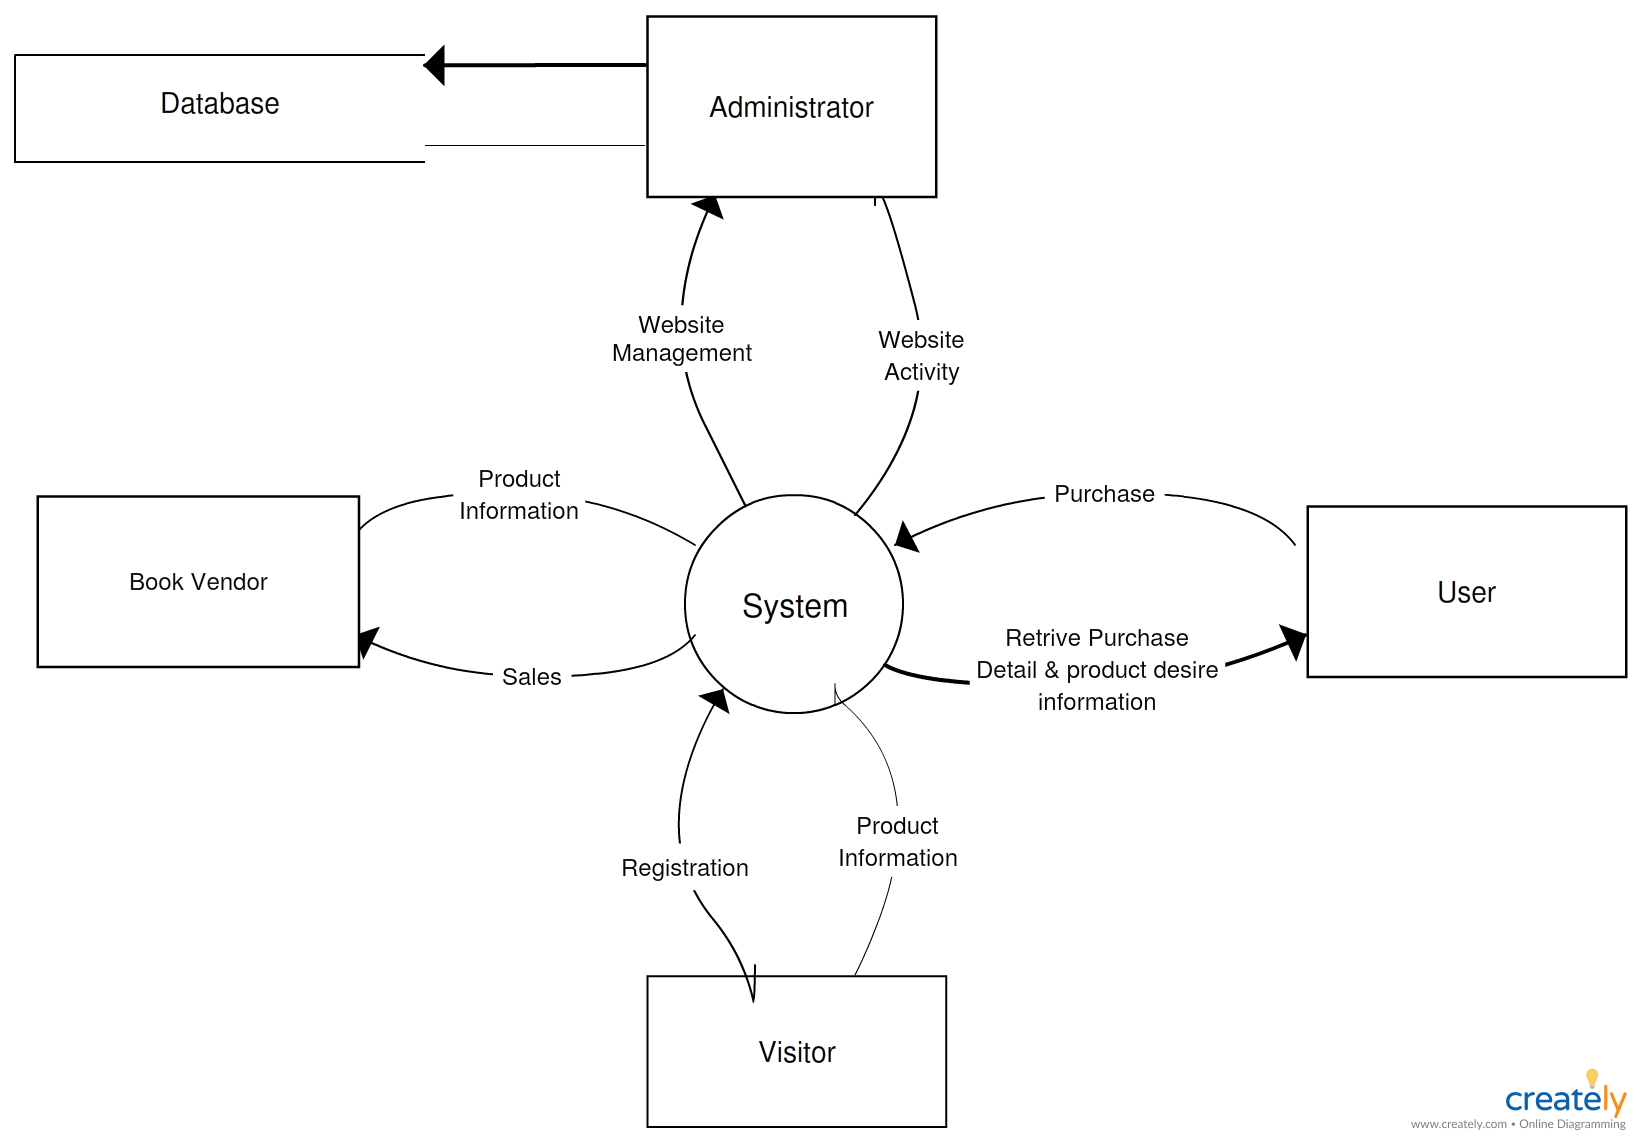 Database
Administrator
Website
Management
Website
Activity
Product
Information
Purchase
Book Vendor
System
User
Sales
Retrive Purchase
Detail & product desire
information
Registration
Product
Information
Visitor
creately
www.creately.com • Online Diagramming